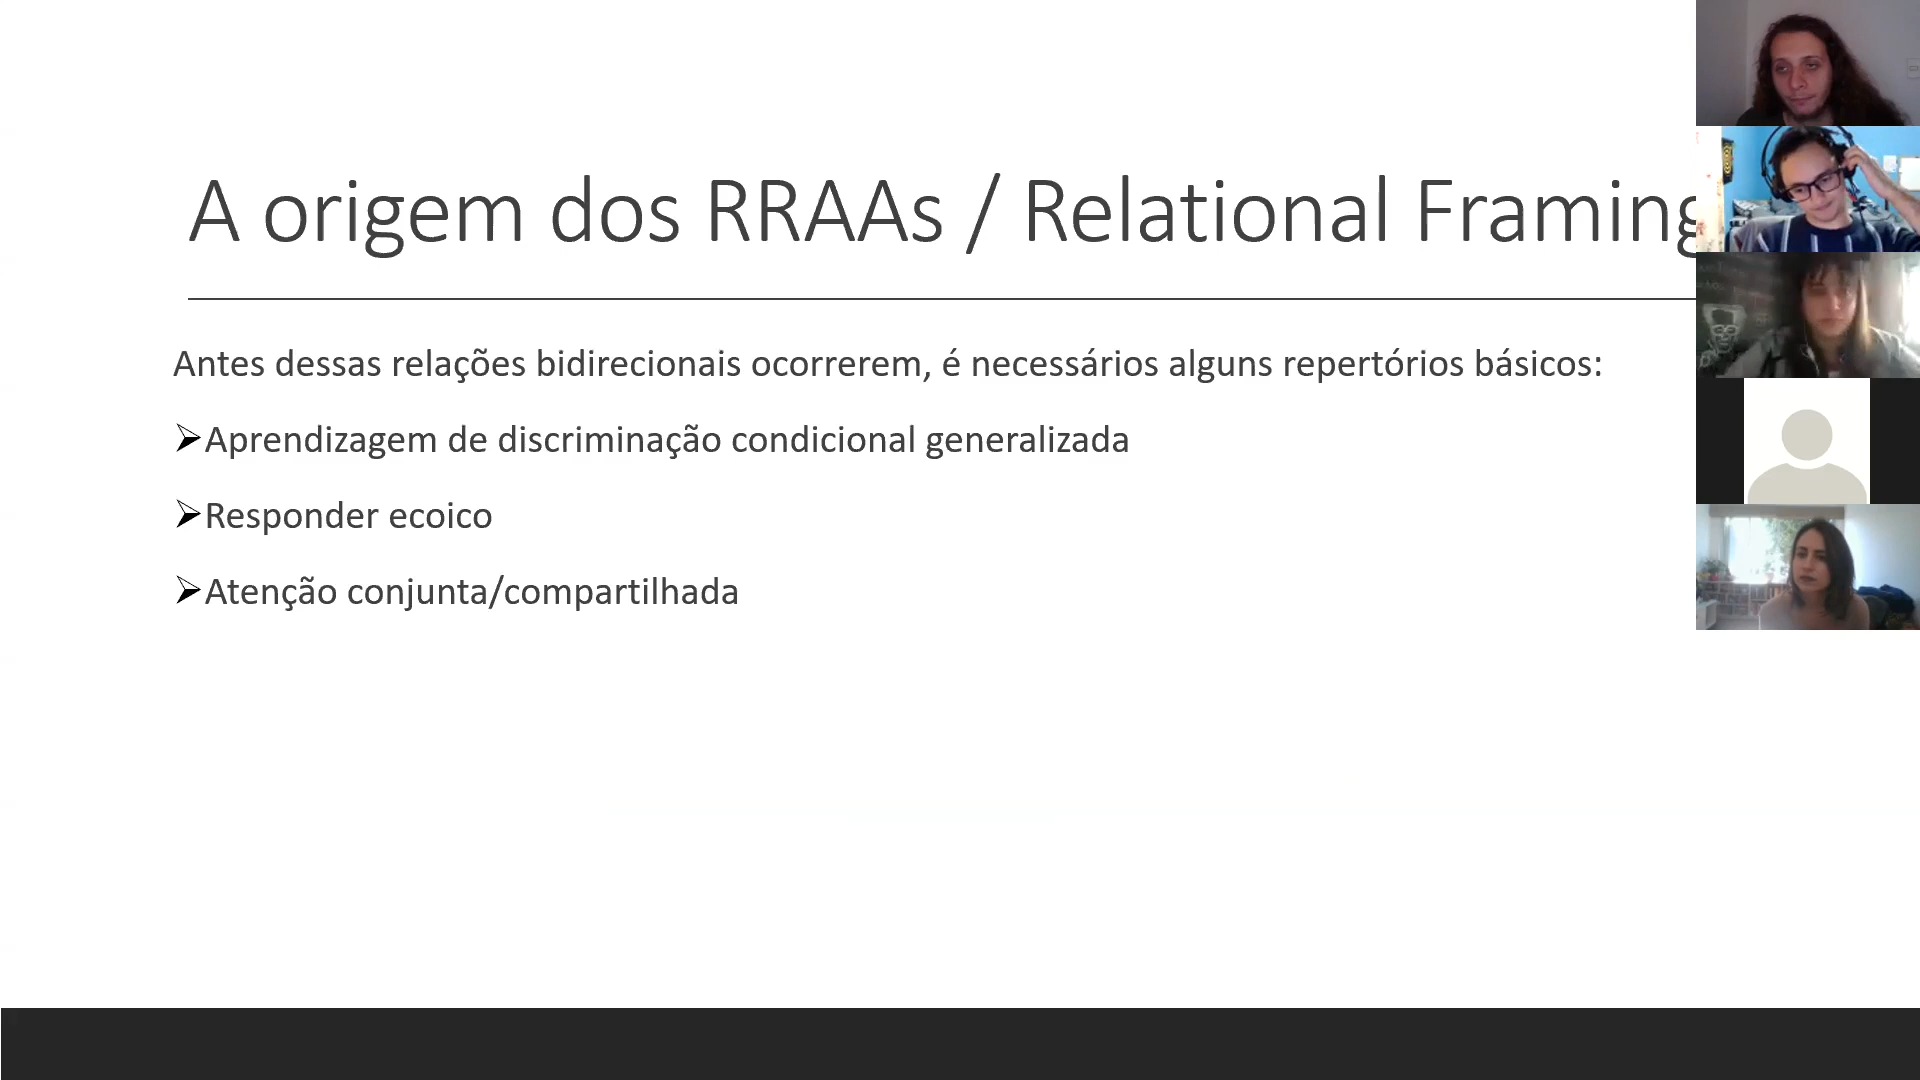 A origem dos RRAAs / Relational Framing
Antes dessas relações bidirecionais ocorrerem, é necessários alguns repertórios básicos:
Aprendizagem de discriminação condicional generalizada
Responder ecoico
Atenção conjunta/compartilhada